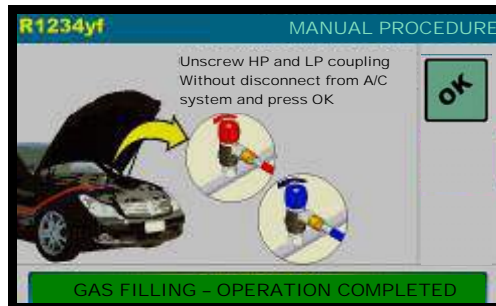 R1234yf
MANUAL PROCEDURE
Unscrew HP and LP coupling
Without disconnect from A/C
system and press OK
OK
GAS FILLING – OPERATION COMPLETED